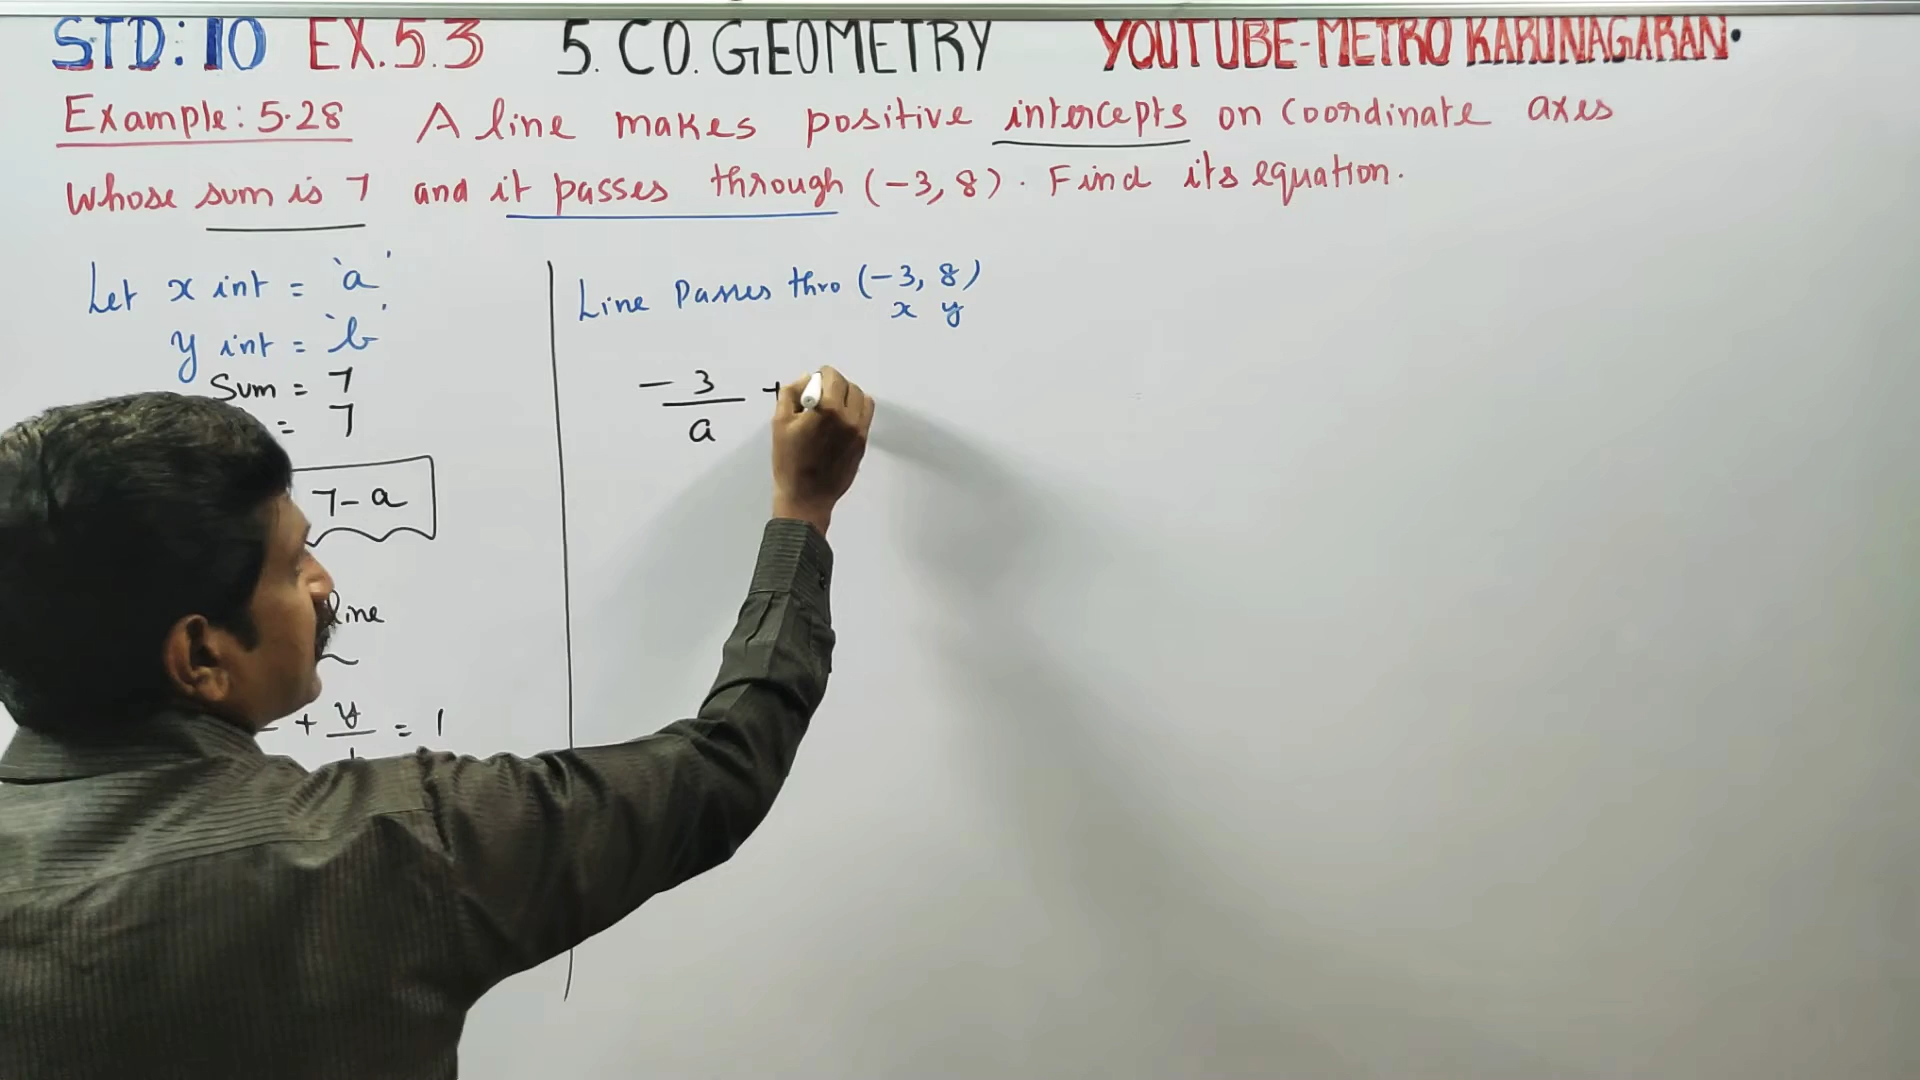 STD: 10 EX.5.3 5. CO. GEOMETRY YOUTUBE-METRO KARUNAGARAN.
Example: 5.28 A line makes positive intercepts on coordinate axes
whose sum is 7 and it passes through (-3, 8). Find its equation.
Let x int = 'a'
y int = 'b'
Sum = 7
= 7
7-a
line
+ y/ = 1
Line Passes thro (-3, 8)
x y
-3/a +